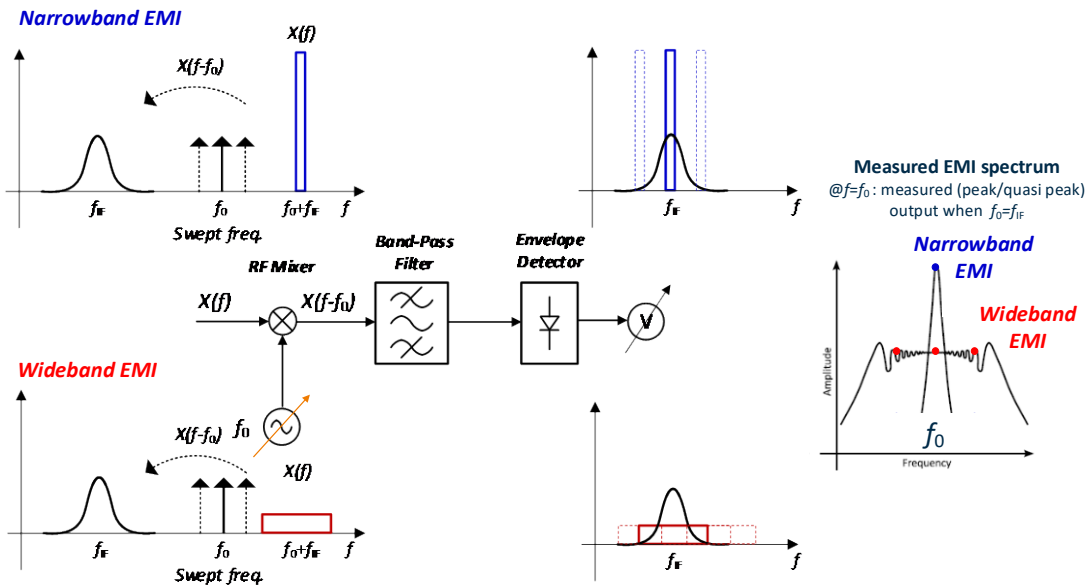 Narrowband EMI
X(f)
X(f-f0)
fIF
f0
f0+fIF
f
Swept freq.
fIF
f
Measured EMI spectrum
@f=f0: measured (peak/quasi peak)
output when f0=fIF
Narrowband
EMI
Wideband
EMI
Amplitude
f0
Frequency
RF Mixer
Band-Pass
Filter
Envelope
Detector
X(f)
X(f-f0)
V
Wideband EMI
f0
X(f-f0)
X(f)
fIF
f0
f0+fIF
f
Swept freq.
fIF
f